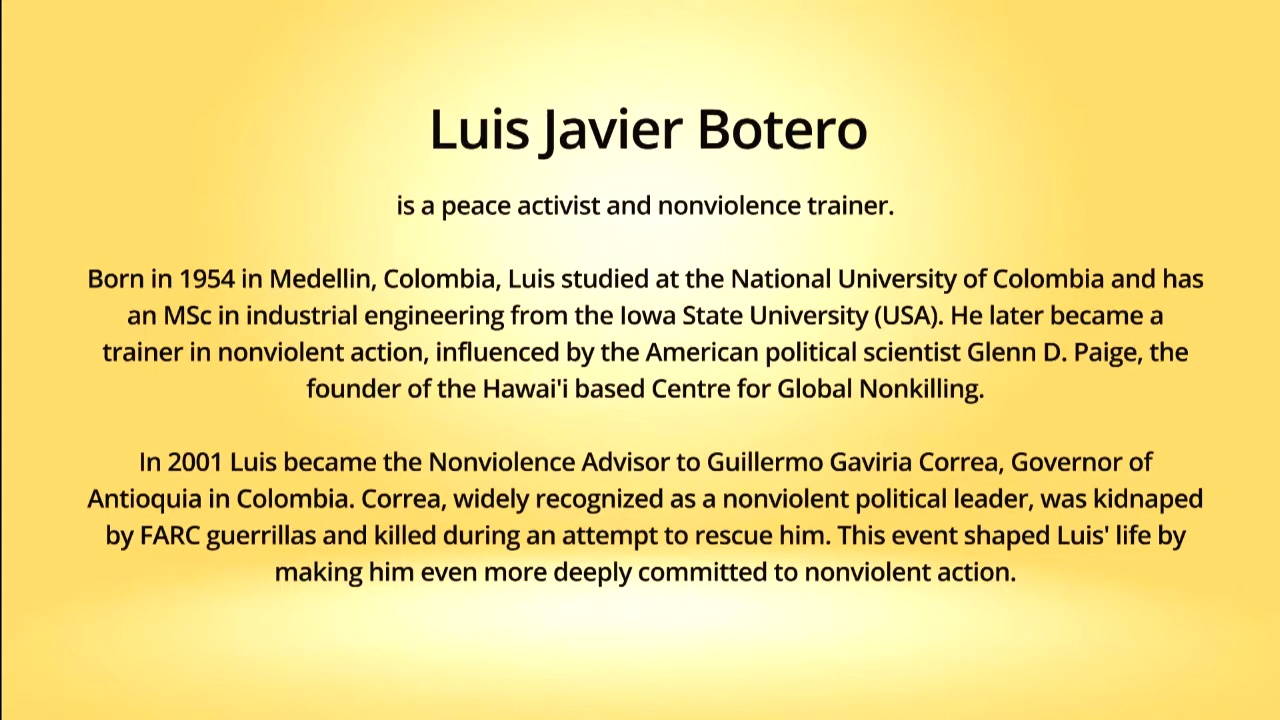 Luis Javier Botero
is a peace activist and nonviolence trainer.
Born in 1954 in Medellin, Colombia, Luis studied at the National University of Colombia and has
an MSc in industrial engineering from the Iowa State University (USA). He later became a
trainer in nonviolent action, influenced by the American political scientist Glenn D. Paige, the
founder of the Hawai'i based Centre for Global Nonkilling.
In 2001 Luis became the Nonviolence Advisor to Guillermo Gaviria Correa, Governor of
Antioquia in Colombia. Correa, widely recognized as a nonviolent political leader, was kidnaped
by FARC guerrillas and killed during an attempt to rescue him. This event shaped Luis' life by
making him even more deeply committed to nonviolent action.